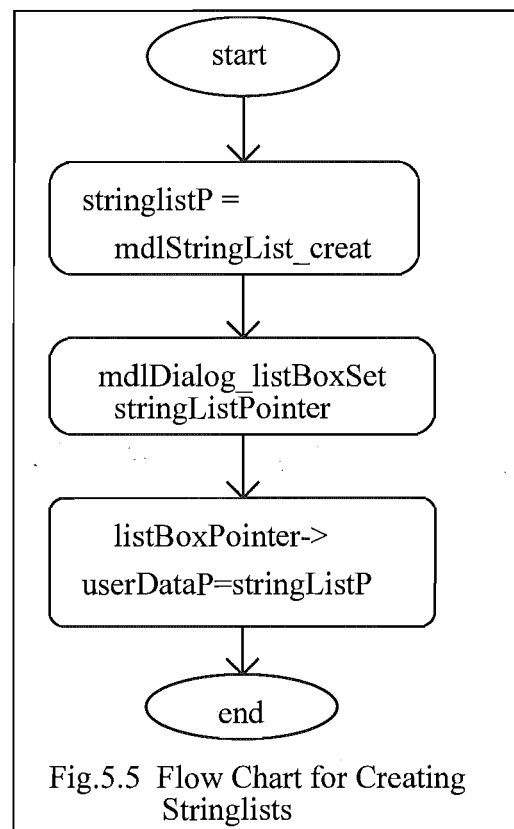 start
stringlistP =
mdlStringList_creat
mdlDialog_listBoxSet
stringListPointer
listBoxPointer->
userDataP=stringListP
end
Fig.5.5 Flow Chart for Creating
Stringlists